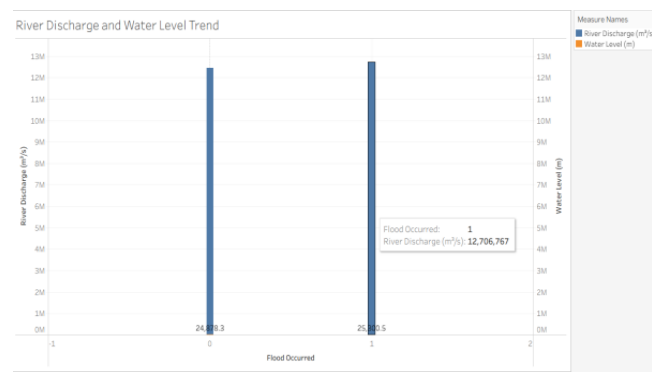 River Discharge and Water Level Trend
Measure Names
River Discharge (m³/s
Water Level (m)
13M
12M
11M
10M
9M
8M
7M
6M
5M
4M
3M
2M
1M
0M
River Discharge (m³/s)
13M
12M
11M
10M
9M
8M
7M
6M
5M
4M
3M
2M
1M
0M
Water Level (m)
Flood Occurred: 1
River Discharge (m³/s): 12,706,767
25,300.5
-1 0 1 2
Flood Occurred